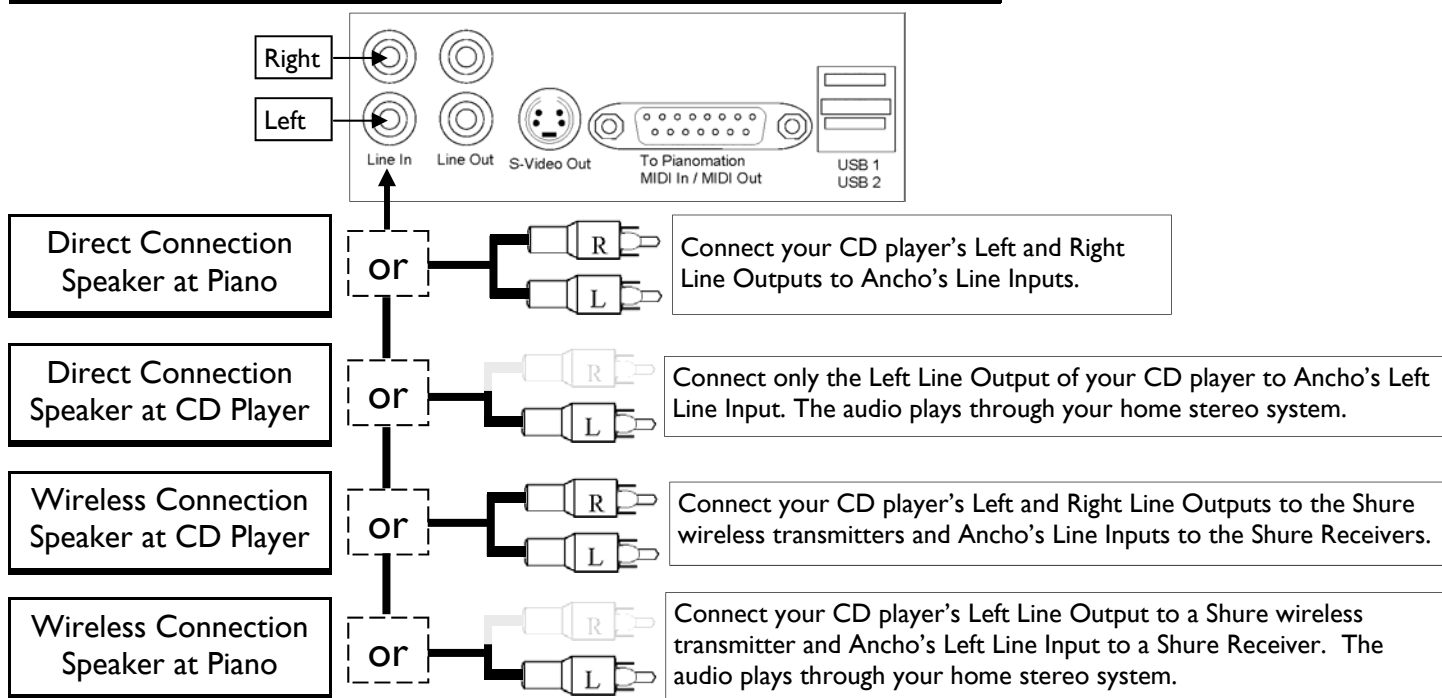 Right
Left
Line In
Line Out
S-Video Out
To Pianomation
MIDI In / MIDI Out
USB 1
USB 2
Direct Connection
Speaker at Piano
or
R
L
Connect your CD player's Left and Right
Line Outputs to Ancho's Line Inputs.
Direct Connection
Speaker at CD Player
or
R
L
Connect only the Left Line Output of your CD player to Ancho's Left
Line Input. The audio plays through your home stereo system.
Wireless Connection
Speaker at CD Player
or
R
L
Connect your CD player's Left and Right Line Outputs to the Shure
wireless transmitters and Ancho's Line Inputs to the Shure Receivers.
Wireless Connection
Speaker at Piano
or
R
L
Connect your CD player's Left Line Output to a Shure wireless
transmitter and Ancho's Left Line Input to a Shure Receiver. The
audio plays through your home stereo system.